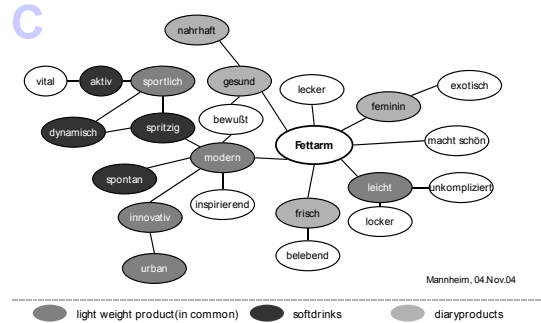 C
nahrhaft
vital
aktiv
sportlich
gesund
lecker
feminin
exotisch
dynamisch
spritzig
bewußt
Fettarm
macht schön
spontan
modern
leicht
unkompliziert
innovativ
inspirierend
frisch
locker
urban
belebend
Mannheim, 04.Nov.04
light weight product(in common)
softdrinks
diaryproducts